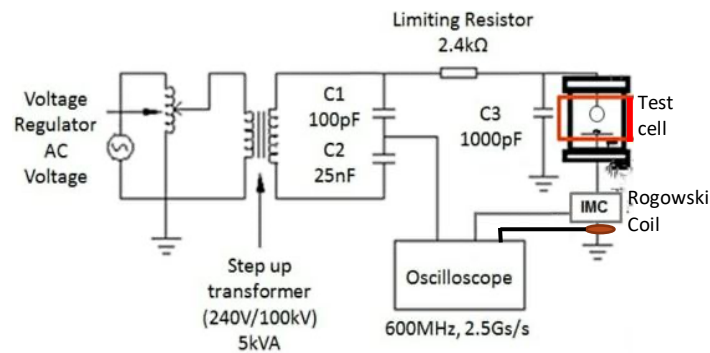 Limiting Resistor
2.4kΩ
Voltage
Regulator
AC
Voltage
C1
100pF
C2
25nF
C3
1000pF
Test
cell
IMC
Rogowski
Coil
Step up
transformer
(240V/100kV)
5kVA
Oscilloscope
600MHz, 2.5Gs/s